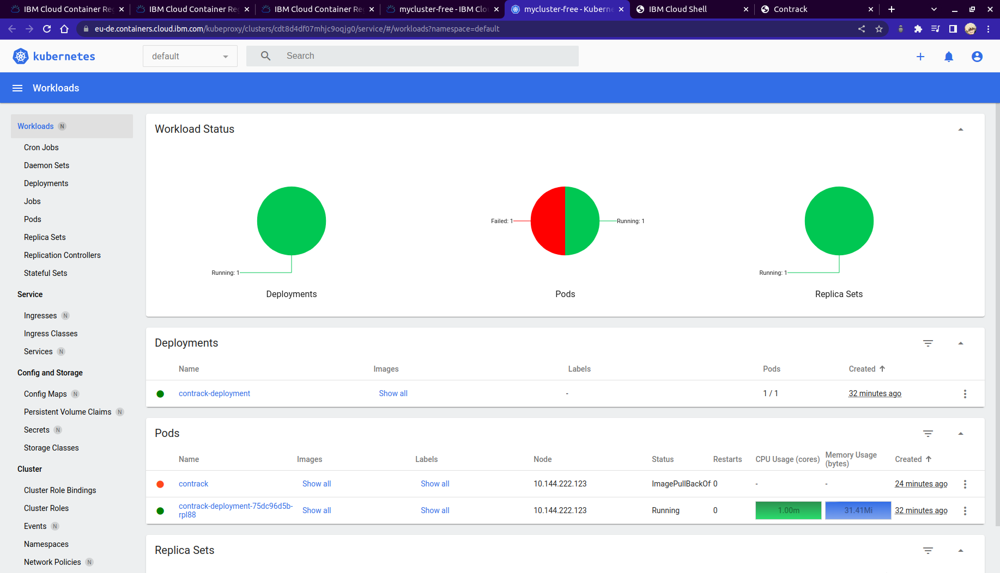 IBM Cloud Container Re
IBM Cloud Container Re
IBM Cloud Container Re
mycluster-free - IBM Clo
mycluster-free - Kuberne
IBM Cloud Shell
Contrack
eu-de.containers.cloud.ibm.com/kubeproxy/clusters/cdt8d4df07mhjc9oqjg0/service/#/workloads?namespace=default
kubernetes
default
Search
Workloads
Workloads N
Cron Jobs
Daemon Sets
Deployments
Jobs
Pods
Replica Sets
Replication Controllers
Stateful Sets
Service
Ingresses N
Ingress Classes
Services N
Config and Storage
Config Maps N
Persistent Volume Claims N
Secrets N
Storage Classes
Cluster
Cluster Role Bindings
Cluster Roles
Events N
Namespaces
Network Policies N
Workload Status
Running: 1
Deployments
Failed: 1
Running: 1
Pods
Running: 1
Replica Sets
Deployments
Name Images Labels Pods Created
contrack-deployment Show all - 1 / 1 32 minutes ago
Pods
Name Images Labels Node Status Restarts CPU Usage (cores) Memory Usage (bytes) Created
contrack Show all Show all 10.144.222.123 ImagePullBackOf 0 - - 24 minutes ago
contrack-deployment-75dc96d5b-
rpl88 Show all Show all 10.144.222.123 Running 0 1.00m 31.41Mi 32 minutes ago
Replica Sets